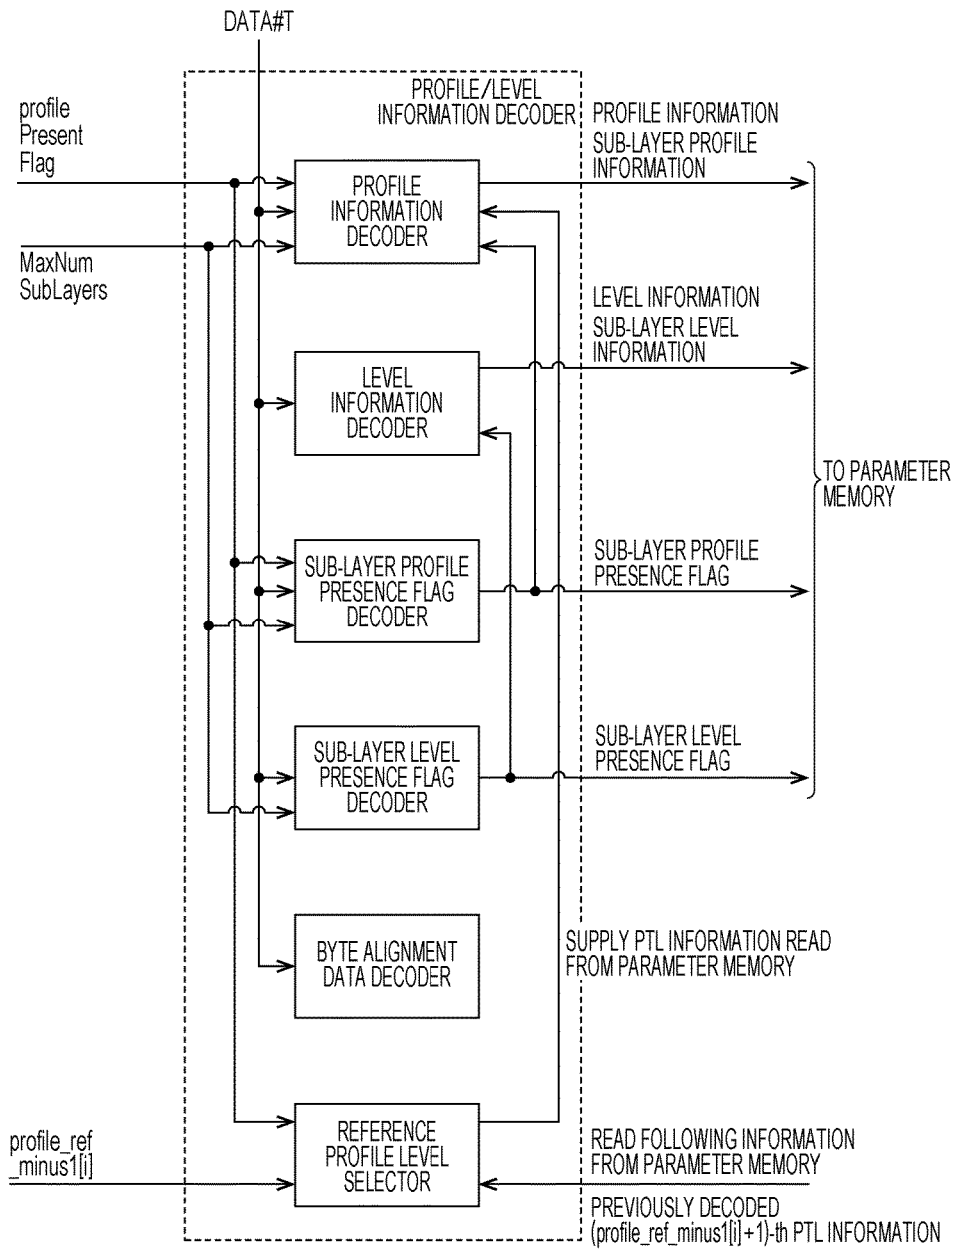 DATA#T
PROFILE/LEVEL
INFORMATION DECODER
profile
Present
Flag
MaxNum
SubLayers
PROFILE
INFORMATION
DECODER
PROFILE INFORMATION
SUB-LAYER PROFILE
INFORMATION
LEVEL
INFORMATION
DECODER
LEVEL INFORMATION
SUB-LAYER LEVEL
INFORMATION
TO PARAMETER
MEMORY
SUB-LAYER PROFILE
PRESENCE FLAG
DECODER
SUB-LAYER PROFILE
PRESENCE FLAG
SUB-LAYER LEVEL
PRESENCE FLAG
DECODER
SUB-LAYER LEVEL
PRESENCE FLAG
BYTE ALIGNMENT
DATA DECODER
SUPPLY PTL INFORMATION READ
FROM PARAMETER MEMORY
profile_ref
_minus1[i]
REFERENCE
PROFILE LEVEL
SELECTOR
READ FOLLOWING INFORMATION
FROM PARAMETER MEMORY
PREVIOUSLY DECODED
(profile_ref_minus1[i]+1)-th PTL INFORMATION